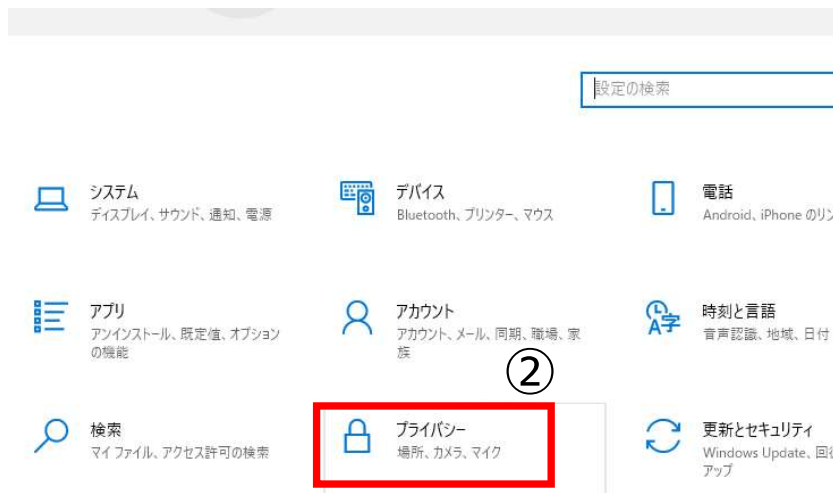 設定の検索
システム
ディスプレイ、サウンド、通知、電源
デバイス
Bluetooth、プリンター、マウス
電話
Android、iPhone のリン
アプリ
アンインストール、既定値、オプション
の機能
アカウント
アカウント、メール、同期、職場、家
族
時刻と言語
音声認識、地域、日付
②
検索
マイ ファイル、アクセス許可の検索
プライバシー
場所、カメラ、マイク
更新とセキュリティ
Windows Update、回復
アップ